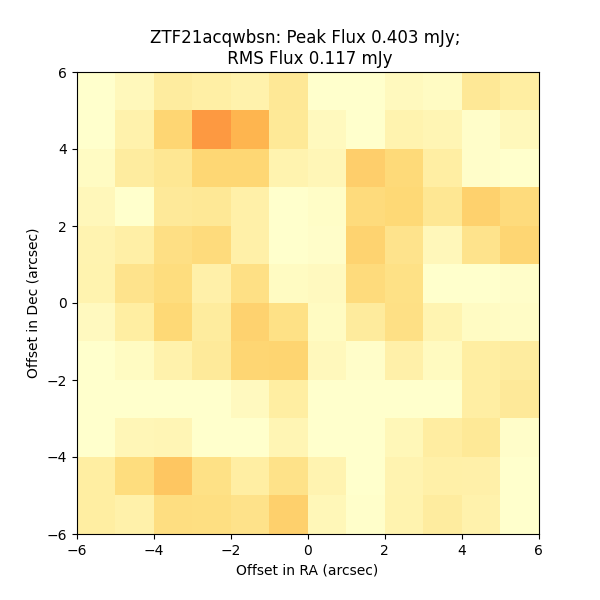 ZTF21acqwbsn: Peak Flux 0.403 mJy;
RMS Flux 0.117 mJy
6
4
2
0
−2
−4
−6
Offset in Dec (arcsec)
−6 −4 −2 0 2 4 6
Offset in RA (arcsec)